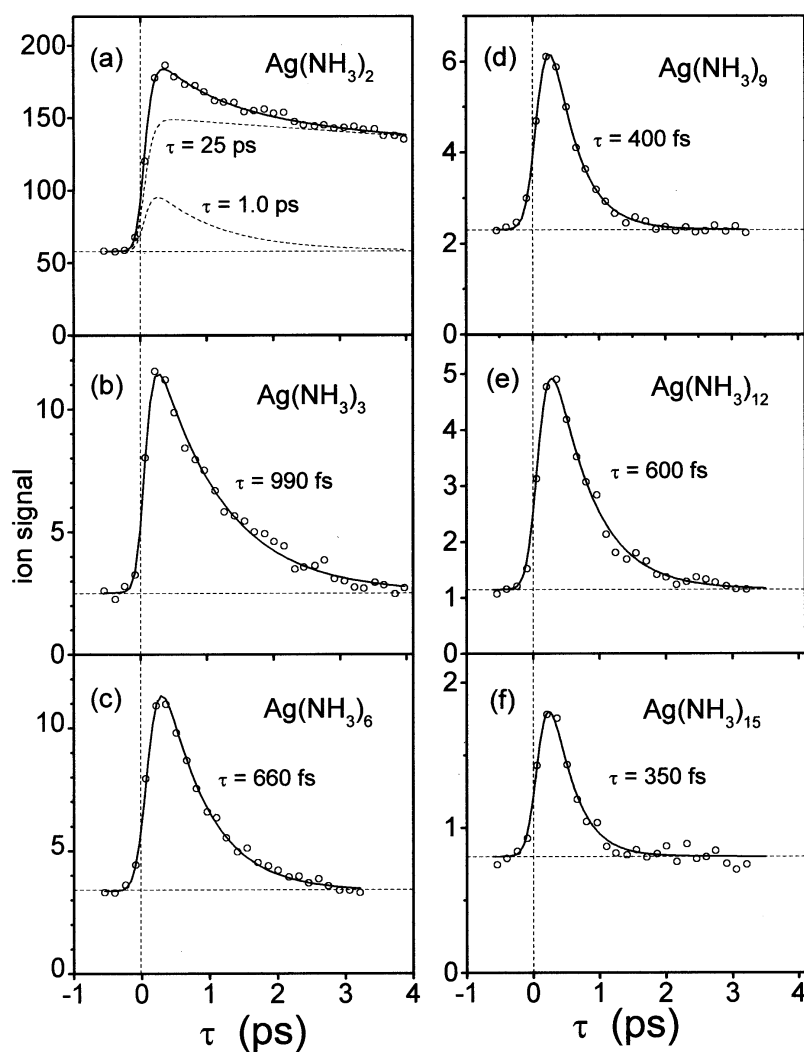 (a)
Ag(NH3)2
τ = 25 ps
τ = 1.0 ps
200
150
100
50
0
(b)
Ag(NH3)3
τ = 990 fs
10
5
0
ion signal
(c)
Ag(NH3)6
τ = 660 fs
10
5
0
-1 0 1 2 3 4
τ (ps)
(d)
Ag(NH3)9
τ = 400 fs
6
4
2
0
(e)
Ag(NH3)12
τ = 600 fs
5
4
3
2
1
0
(f)
Ag(NH3)15
τ = 350 fs
2
1
0
-1 0 1 2 3 4
τ (ps)